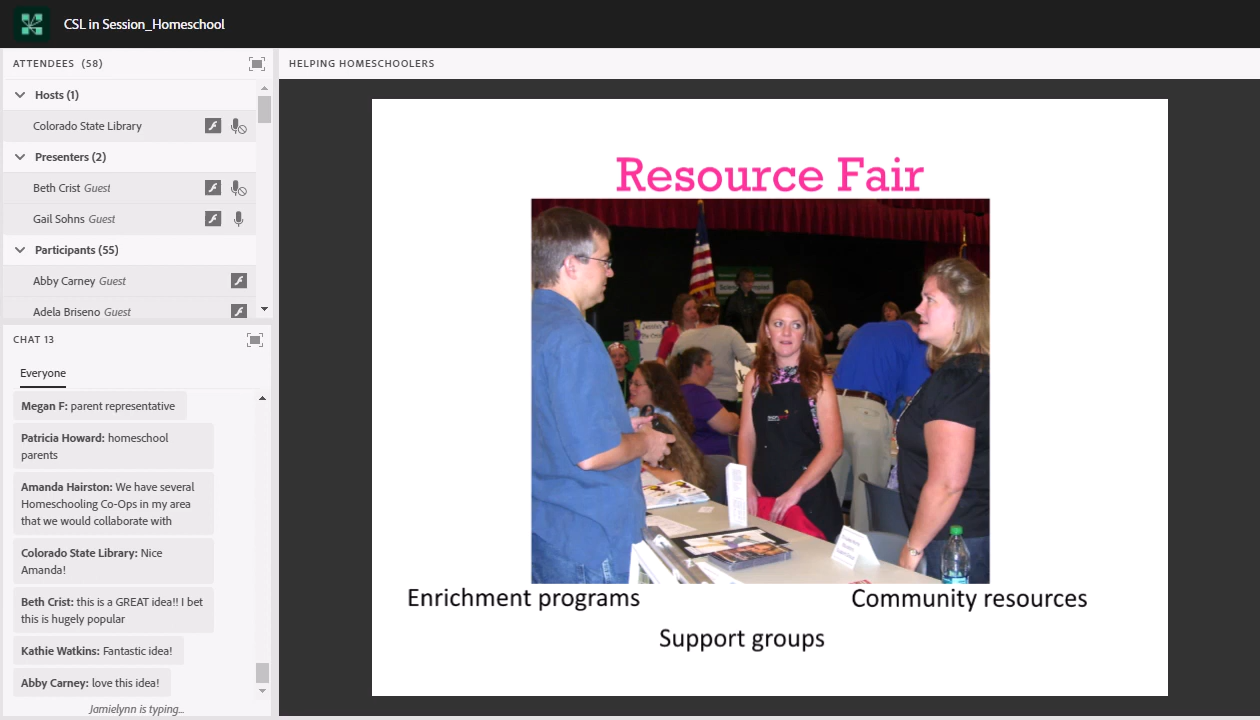 CSL in Session_Homeschool
ATTENDEES (58)
Hosts (1)
Colorado State Library
Presenters (2)
Beth Crist Guest
Gail Sohns Guest
Participants (55)
Abby Carney Guest
Adela Briseno Guest
CHAT 13
Everyone
Megan F: parent representative
Patricia Howard: homeschool
parents
Amanda Hairston: We have several
Homeschooling Co-Ops in my area
that we would collaborate with
Colorado State Library: Nice
Amanda!
Beth Crist: this is a GREAT idea!! I bet
this is hugely popular
Kathie Watkins: Fantastic idea!
Abby Carney: love this idea!
Jamielynn is typing...
HELPING HOMESCHOOLERS
Resource Fair
Enrichment programs
Community resources
Support groups